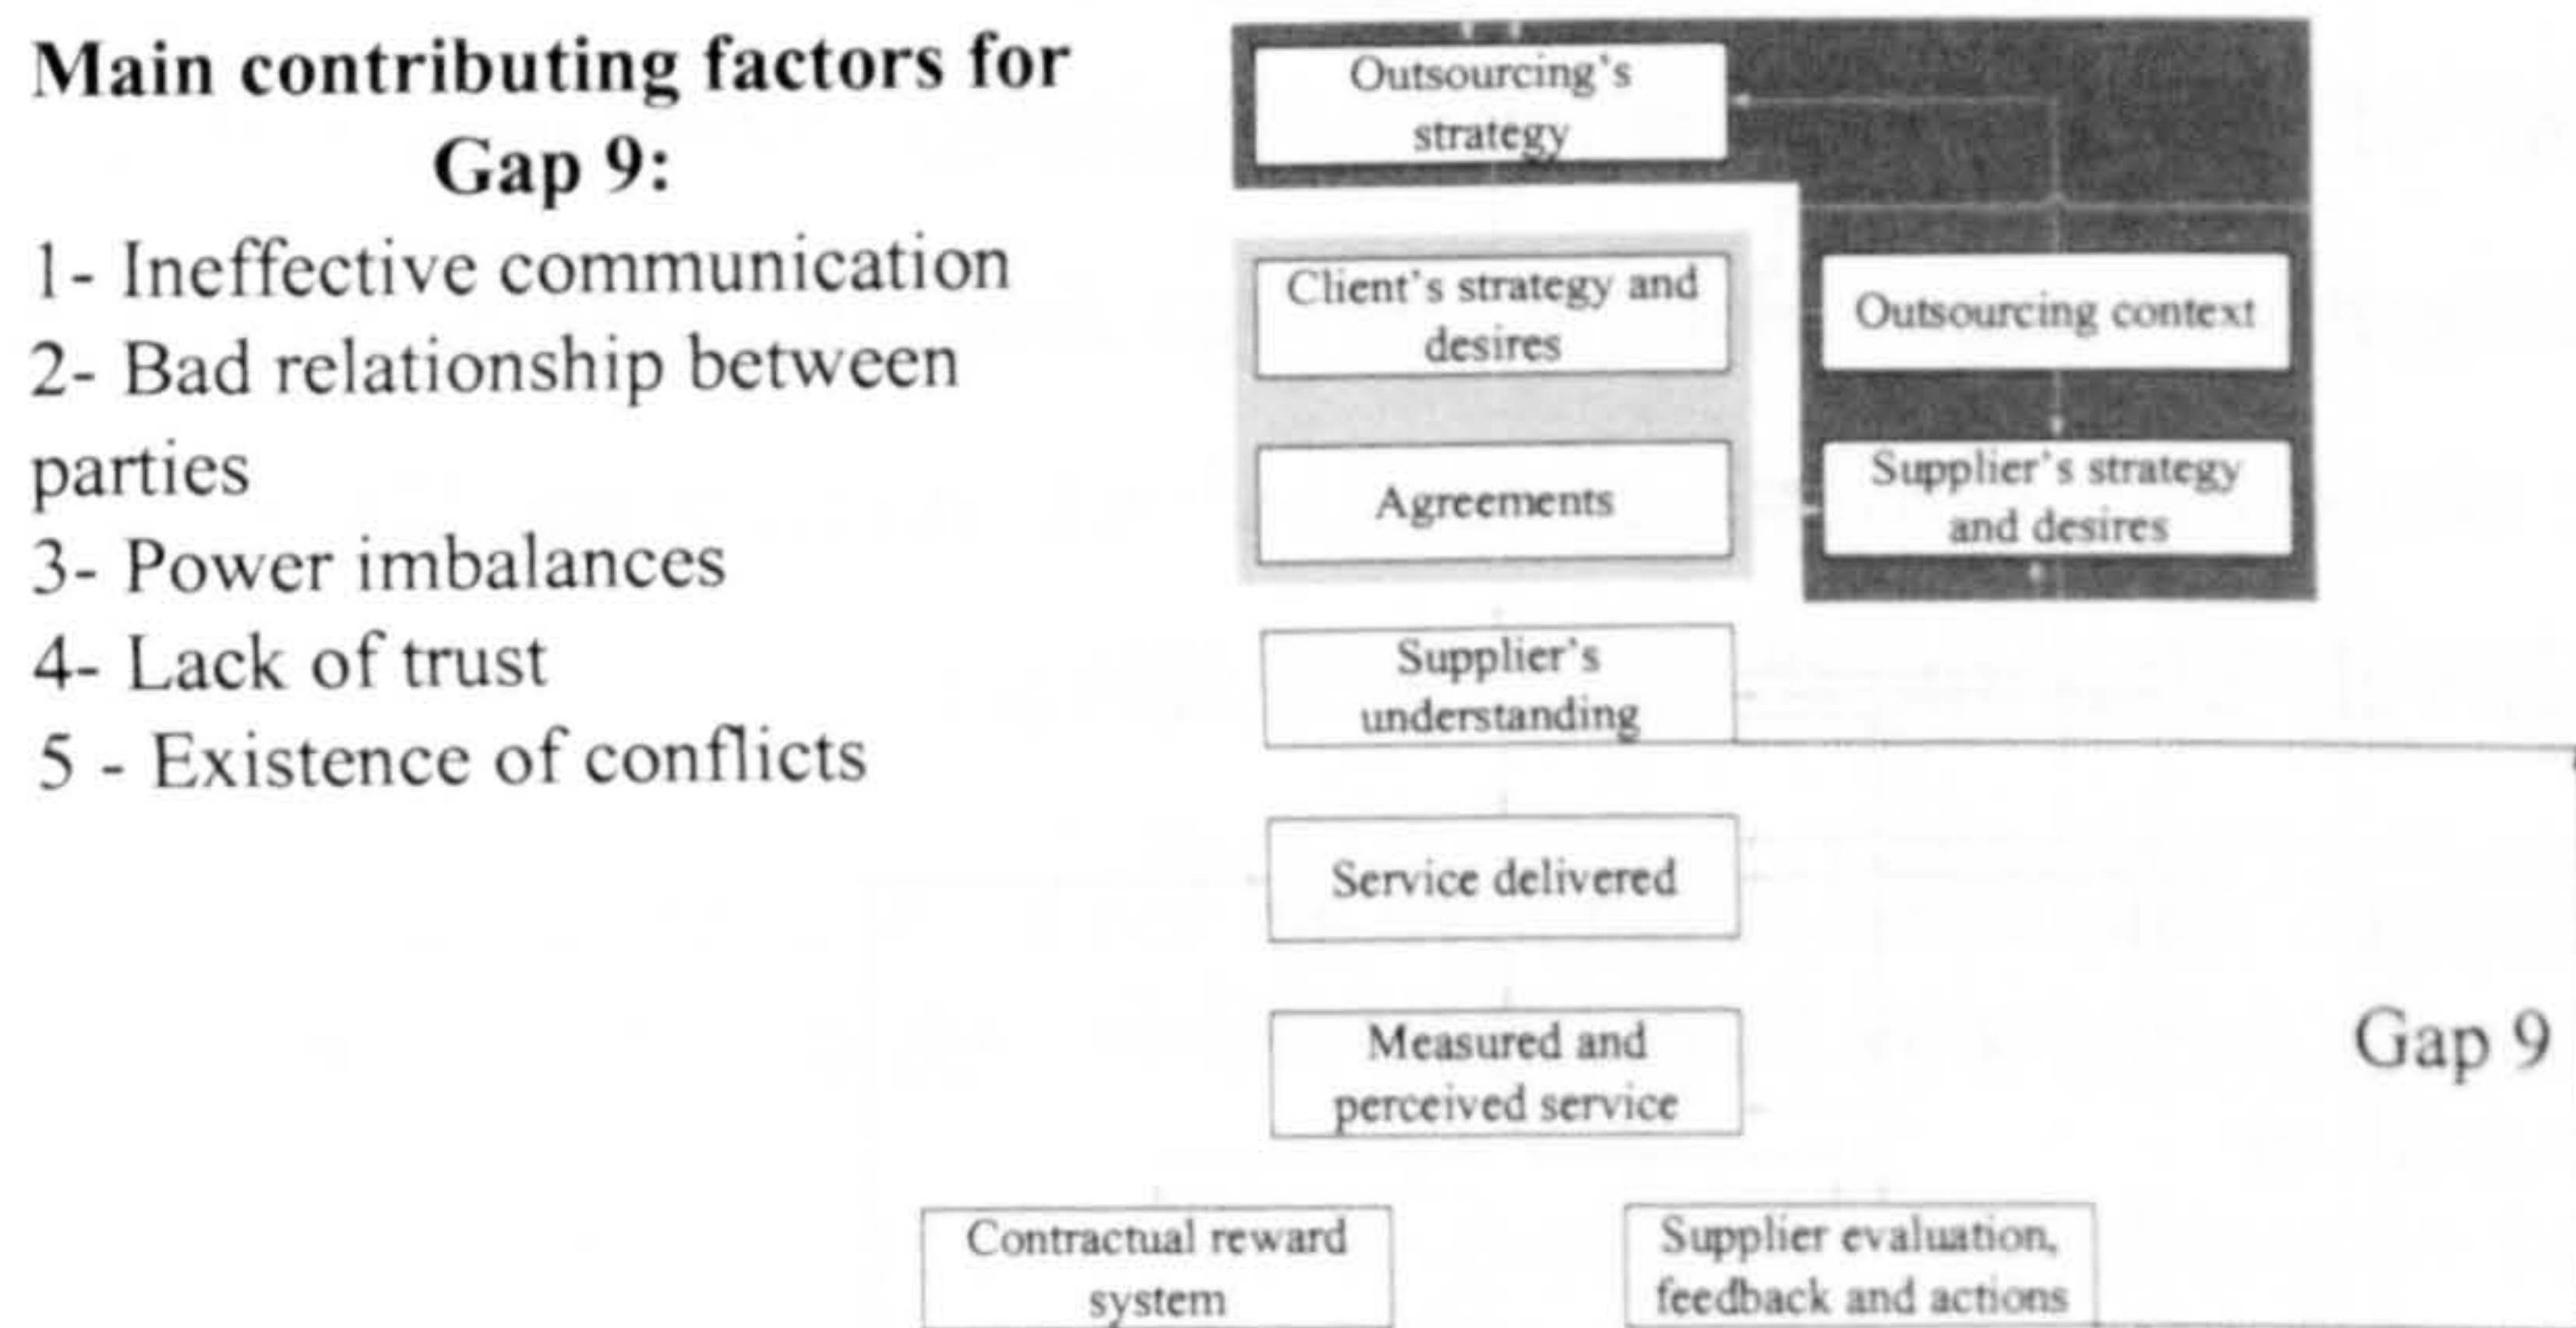 Main contributing factors for
Gap 9:
1- Ineffective communication
2- Bad relationship between
parties
3- Power imbalances
4- Lack of trust
5 - Existence of conflicts
Outsourcing's
strategy
Client's strategy and
desires
Outsourcing context
Agreements
Supplier's strategy
and desires
Supplier's
understanding
Service delivered
Measured and
perceived service
Gap 9
Contractual reward
system
Supplier evaluation,
feedback and actions